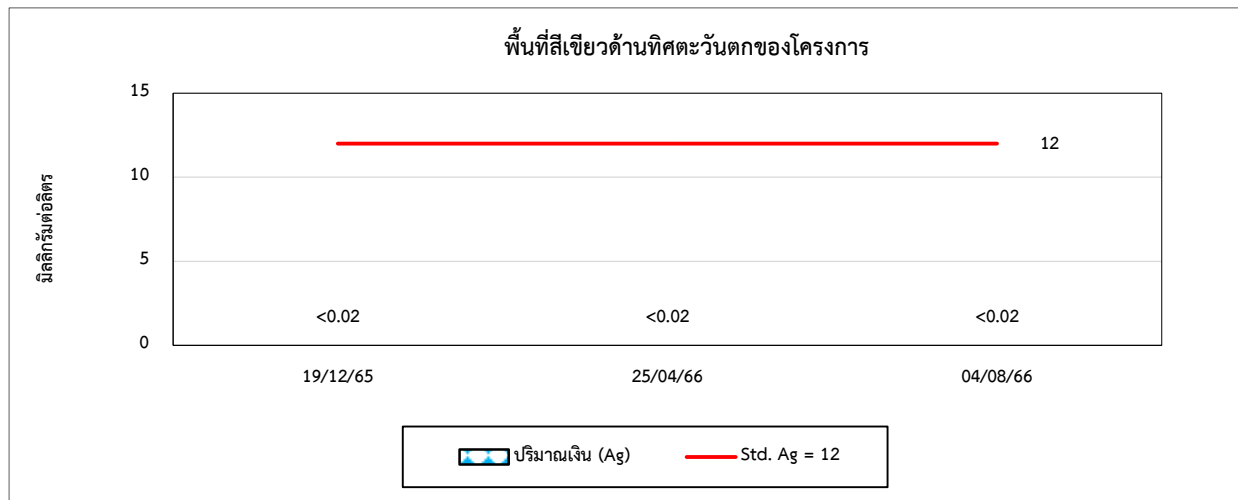 พื้นที่สีเขียวด้านทิศตะวันตกของโครงการ
15
12
10
มิลลิกรัมต่อลิตร
5
<0.02 <0.02 <0.02
0
19/12/65 25/04/66 04/08/66
ปริมาณเงิน (Ag) Std. Ag = 12